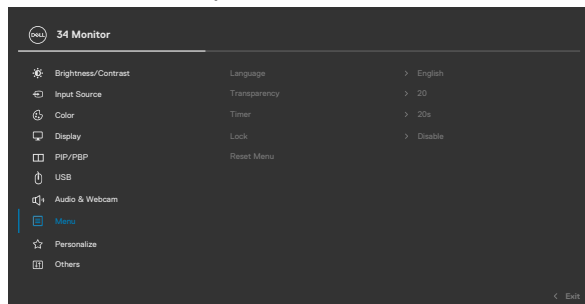 DELL 34 Monitor
Brightness/Contrast Language > English
Input Source Transparency > 20
Color Timer > 20s
Display Lock > Disable
PIP/PBP Reset Menu
USB
Audio & Webcam
Menu
Personalize
Others
< Exit